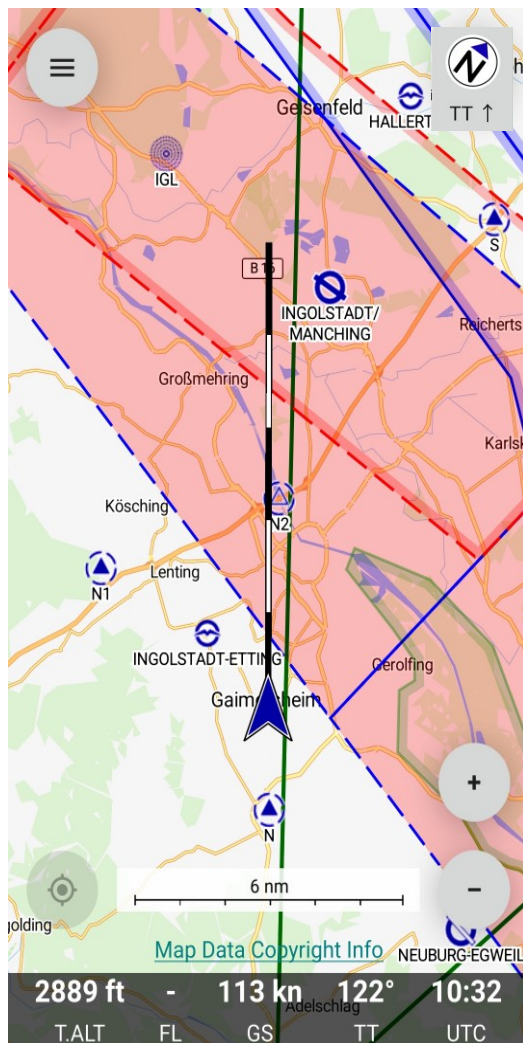 Geisenfeld
HALLERT
TT ↑
IGL
S
B 16
INGOLSTADT/
MANCHING
Reicherts
Großmehring
Karlsk
Kösching
N2
Lenting
N1
INGOLSTADT-ETTING
Gerolfing
Gaimersheim
+
N
6 nm
−
golding
Map Data Copyright Info
NEUBURG-EGWEIL
2889 ft - 113 kn 122° 10:32
Adelschlag
T.ALT FL GS TT UTC